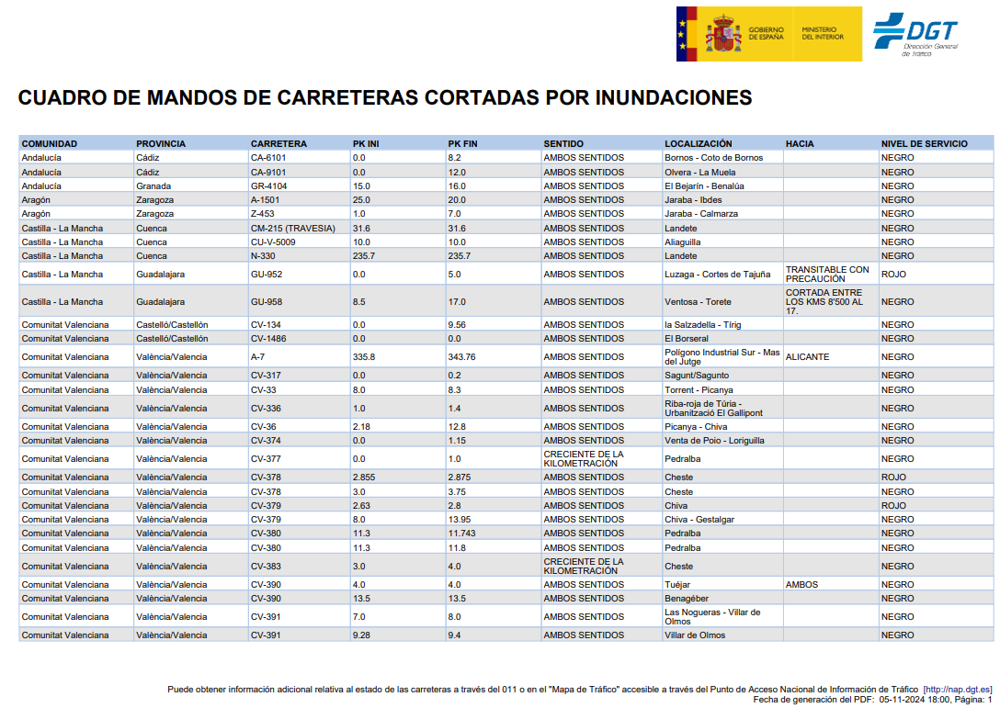 GOBIERNO
DE ESPAÑA
MINISTERIO
DEL INTERIOR
DGT
Dirección General
de Tráfico
CUADRO DE MANDOS DE CARRETERAS CORTADAS POR INUNDACIONES
COMUNIDAD PROVINCIA CARRETERA PK INI PK FIN SENTIDO LOCALIZACIÓN HACIA NIVEL DE SERVICIO
Andalucía Cádiz CA-6101 0.0 8.2 AMBOS SENTIDOS Bornos - Coto de Bornos NEGRO
Andalucía Cádiz CA-9101 0.0 12.0 AMBOS SENTIDOS Olvera - La Muela NEGRO
Andalucía Granada GR-4104 15.0 16.0 AMBOS SENTIDOS El Bejarín - Benalúa NEGRO
Aragón Zaragoza A-1501 25.0 20.0 AMBOS SENTIDOS Jaraba - Ibdes NEGRO
Aragón Zaragoza Z-453 1.0 7.0 AMBOS SENTIDOS Jaraba - Calmarza NEGRO
Castilla - La Mancha Cuenca CM-215 (TRAVESIA) 31.6 31.6 AMBOS SENTIDOS Landete NEGRO
Castilla - La Mancha Cuenca CU-V-5009 10.0 10.0 AMBOS SENTIDOS Aliaguilla NEGRO
Castilla - La Mancha Cuenca N-330 235.7 235.7 AMBOS SENTIDOS Landete NEGRO
Castilla - La Mancha Guadalajara GU-952 0.0 5.0 AMBOS SENTIDOS Luzaga - Cortes de Tajuña TRANSITABLE CON
PRECAUCIÓN ROJO
Castilla - La Mancha Guadalajara GU-958 8.5 17.0 AMBOS SENTIDOS Ventosa - Torete CORTADA ENTRE
LOS KMS 8'500 AL
17. NEGRO
Comunitat Valenciana Castelló/Castellón CV-134 0.0 9.56 AMBOS SENTIDOS la Salzadella - Tírig NEGRO
Comunitat Valenciana Castelló/Castellón CV-1486 0.0 0.0 AMBOS SENTIDOS El Borseral NEGRO
Comunitat Valenciana València/Valencia A-7 335.8 343.76 AMBOS SENTIDOS Polígono Industrial Sur - Mas
del Jutge ALICANTE NEGRO
Comunitat Valenciana València/Valencia CV-317 0.0 0.2 AMBOS SENTIDOS Sagunt/Sagunto NEGRO
Comunitat Valenciana València/Valencia CV-33 8.0 8.3 AMBOS SENTIDOS Torrent - Picanya NEGRO
Comunitat Valenciana València/Valencia CV-336 1.0 1.4 AMBOS SENTIDOS Riba-roja de Túria -
Urbanització El Gallipont NEGRO
Comunitat Valenciana València/Valencia CV-36 2.18 12.8 AMBOS SENTIDOS Picanya - Chiva NEGRO
Comunitat Valenciana València/Valencia CV-374 0.0 1.15 AMBOS SENTIDOS Venta de Poio - Loriguilla NEGRO
Comunitat Valenciana València/Valencia CV-377 0.0 1.0 CRECIENTE DE LA
KILOMETRACIÓN Pedralba NEGRO
Comunitat Valenciana València/Valencia CV-378 2.855 2.875 AMBOS SENTIDOS Cheste ROJO
Comunitat Valenciana València/Valencia CV-378 3.0 3.75 AMBOS SENTIDOS Cheste NEGRO
Comunitat Valenciana València/Valencia CV-379 2.63 2.8 AMBOS SENTIDOS Chiva ROJO
Comunitat Valenciana València/Valencia CV-379 8.0 13.95 AMBOS SENTIDOS Chiva - Gestalgar NEGRO
Comunitat Valenciana València/Valencia CV-380 11.3 11.743 AMBOS SENTIDOS Pedralba NEGRO
Comunitat Valenciana València/Valencia CV-380 11.3 11.8 AMBOS SENTIDOS Pedralba NEGRO
Comunitat Valenciana València/Valencia CV-383 3.0 4.0 CRECIENTE DE LA
KILOMETRACIÓN Cheste NEGRO
Comunitat Valenciana València/Valencia CV-390 4.0 4.0 AMBOS SENTIDOS Tuéjar AMBOS NEGRO
Comunitat Valenciana València/Valencia CV-390 13.5 13.5 AMBOS SENTIDOS Benagéber NEGRO
Comunitat Valenciana València/Valencia CV-391 7.0 8.0 AMBOS SENTIDOS Las Nogueras - Villar de
Olmos NEGRO
Comunitat Valenciana València/Valencia CV-391 9.28 9.4 AMBOS SENTIDOS Villar de Olmos NEGRO
Puede obtener información adicional relativa al estado de las carreteras a través del 011 o en el "Mapa de Tráfico" accesible a través del Punto de Acceso Nacional de Información de Tráfico [http://nap.dgt.es]
Fecha de generación del PDF: 05-11-2024 18:00, Página: 1